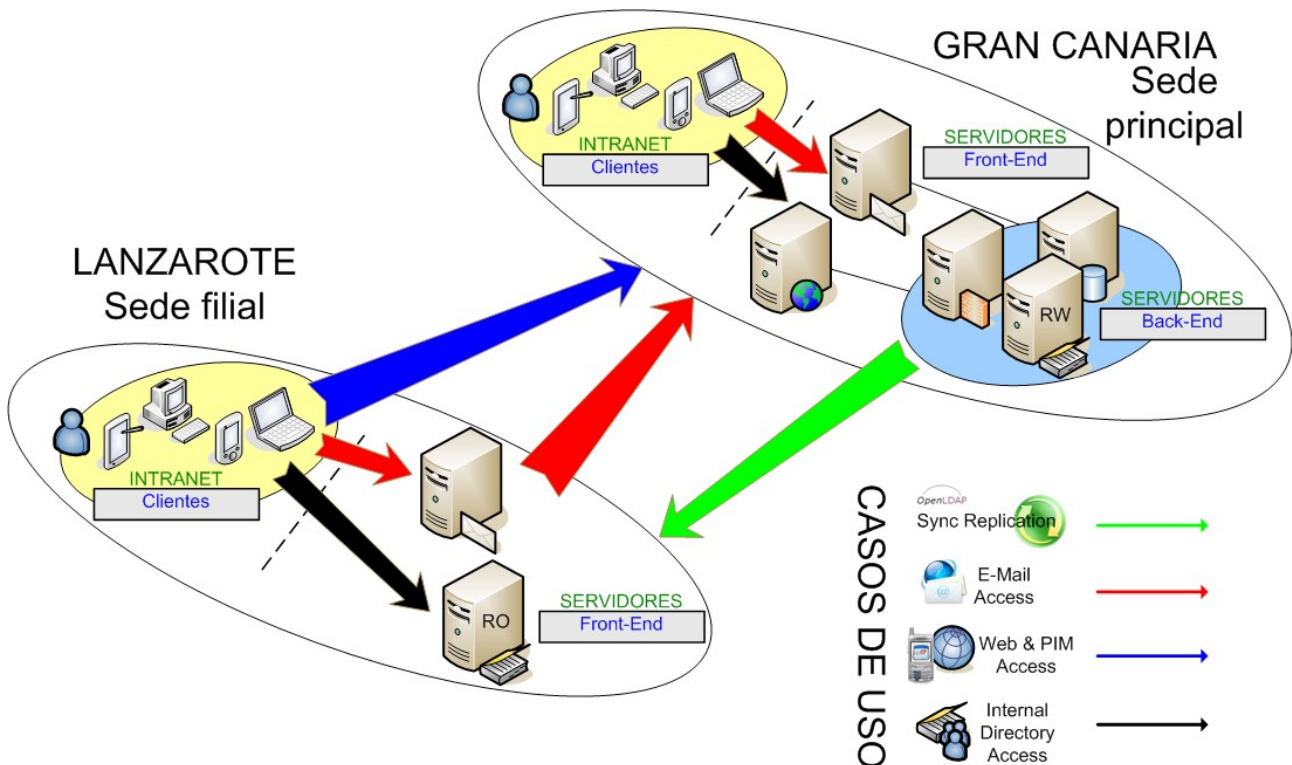 GRAN CANARIA
Sede
principal
INTRANET
Clientes
SERVIDORES
Front-End
SERVIDORES
Back-End
RW
LANZAROTE
Sede filial
INTRANET
Clientes
RO
SERVIDORES
Front-End
CASOS DE USO
OpenLDAP
Sync Replication
E-Mail
Access
Web & PIM
Access
Internal
Directory
Access